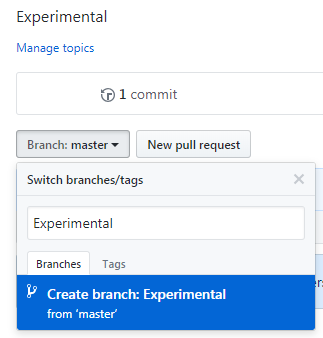 Experimental
Manage topics
1 commit
Branch: master
New pull request
Switch branches/tags
Experimental
Branches Tags
Create branch: Experimental
from ‘master’